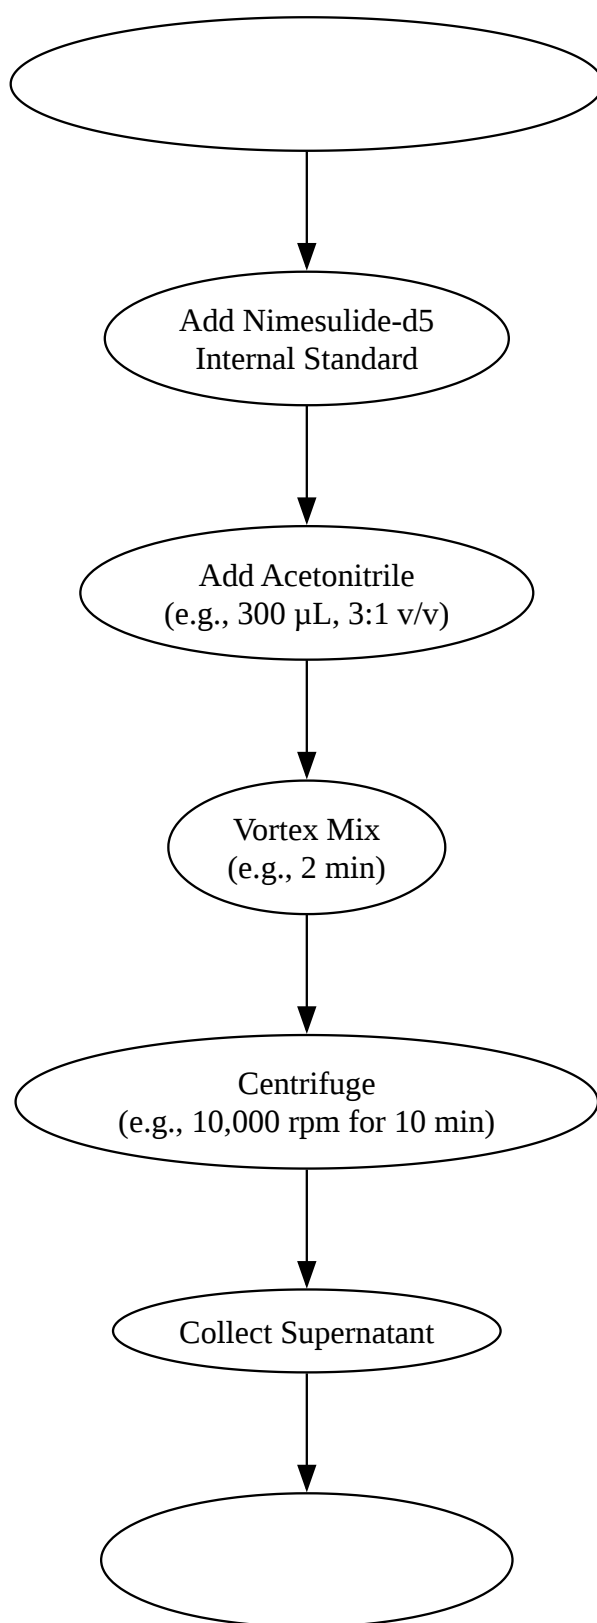 Add Nimesulide-d5
Internal Standard
Add Acetonitrile
(e.g., 300 µL, 3:1 v/v)
Vortex Mix
(e.g., 2 min)
Centrifuge
(e.g., 10,000 rpm for 10 min)
Collect Supernatant